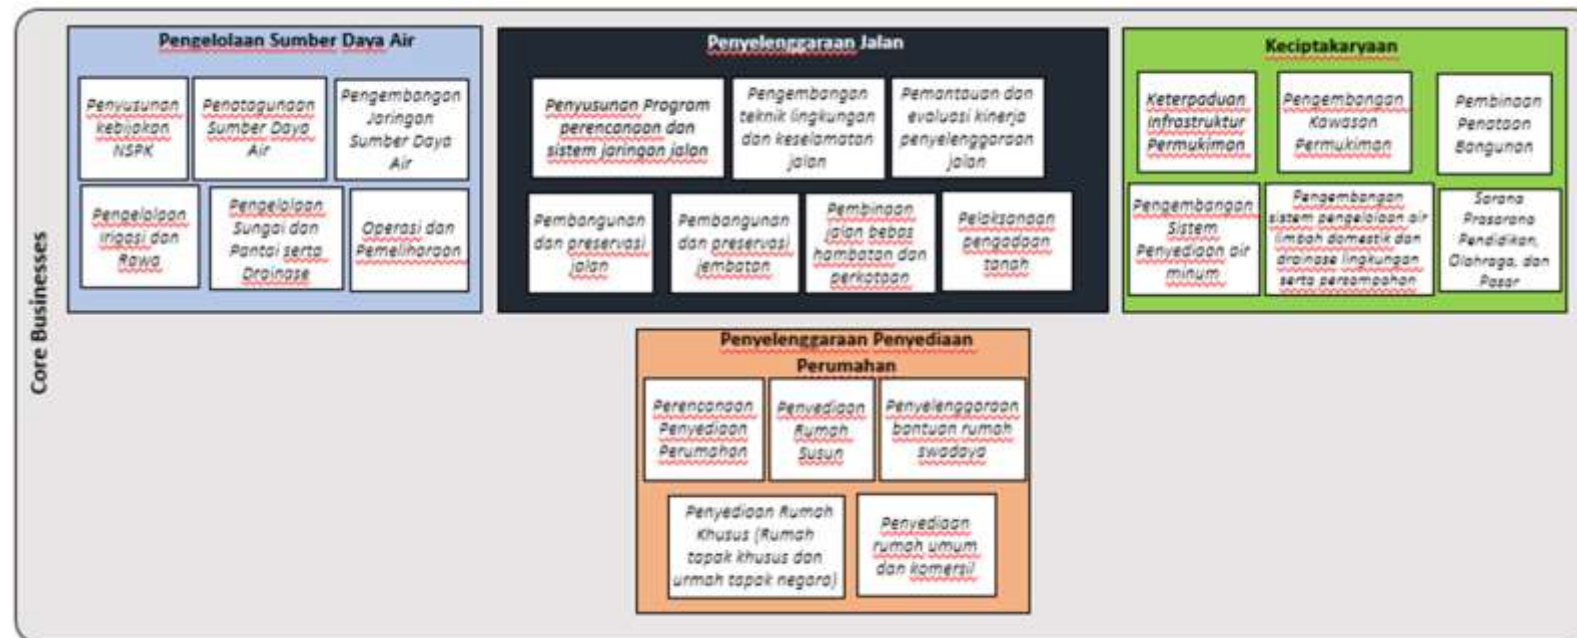 Core Businesses
Pengelolaan Sumber Daya Air
Penyusunan
kebijakan
NSPK
Penatagunaan
Sumber Daya
Air
Pengembangan
Jaringan
Sumber Daya
Air
Pengelolaan
Irigasi dan
Rawa
Pengelolaan
Sungai dan
Pantai serta
Drainase
Operasi dan
Pemeliharaan
Penyelenggaraan Jalan
Penyusunan Program
perencanaan dan
sistem jaringan jalan
Pengembangan
teknik lingkungan
dan keselamatan
jalan
Pemantauan dan
evaluasi kinerja
penyelenggaraan
jalan
Pembangunan
dan preservasi
jalan
Pembangunan
dan preservasi
jembatan
Pembinaan
jalan bebas
hambatan dan
perkotaan
Pelaksanaan
pengadaan
tanah
Keciptakaryaan
Keterpaduan
Infrastruktur
Permukiman
Pengembangan
Kawasan
Permukiman
Pembinaan
Penataan
Bangunan
Pengembangan
Sistem
Penyediaan air
minum
Pengembangan
sistem pengelolaan air
limbah domestik dan
drainase lingkungan
serta persampahan
Sarana
Prasarana
Pendidikan,
Olahraga, dan
Pasar
Penyelenggaraan Penyediaan
Perumahan
Perencanaan
Penyediaan
Perumahan
Penyediaan
Rumah
Susun
Penyelenggaraan
bantuan rumah
swadaya
Penyediaan Rumah
Khusus (Rumah
tapak khusus dan
urmah tapak negara)
Penyediaan
rumah umum
dan komersil